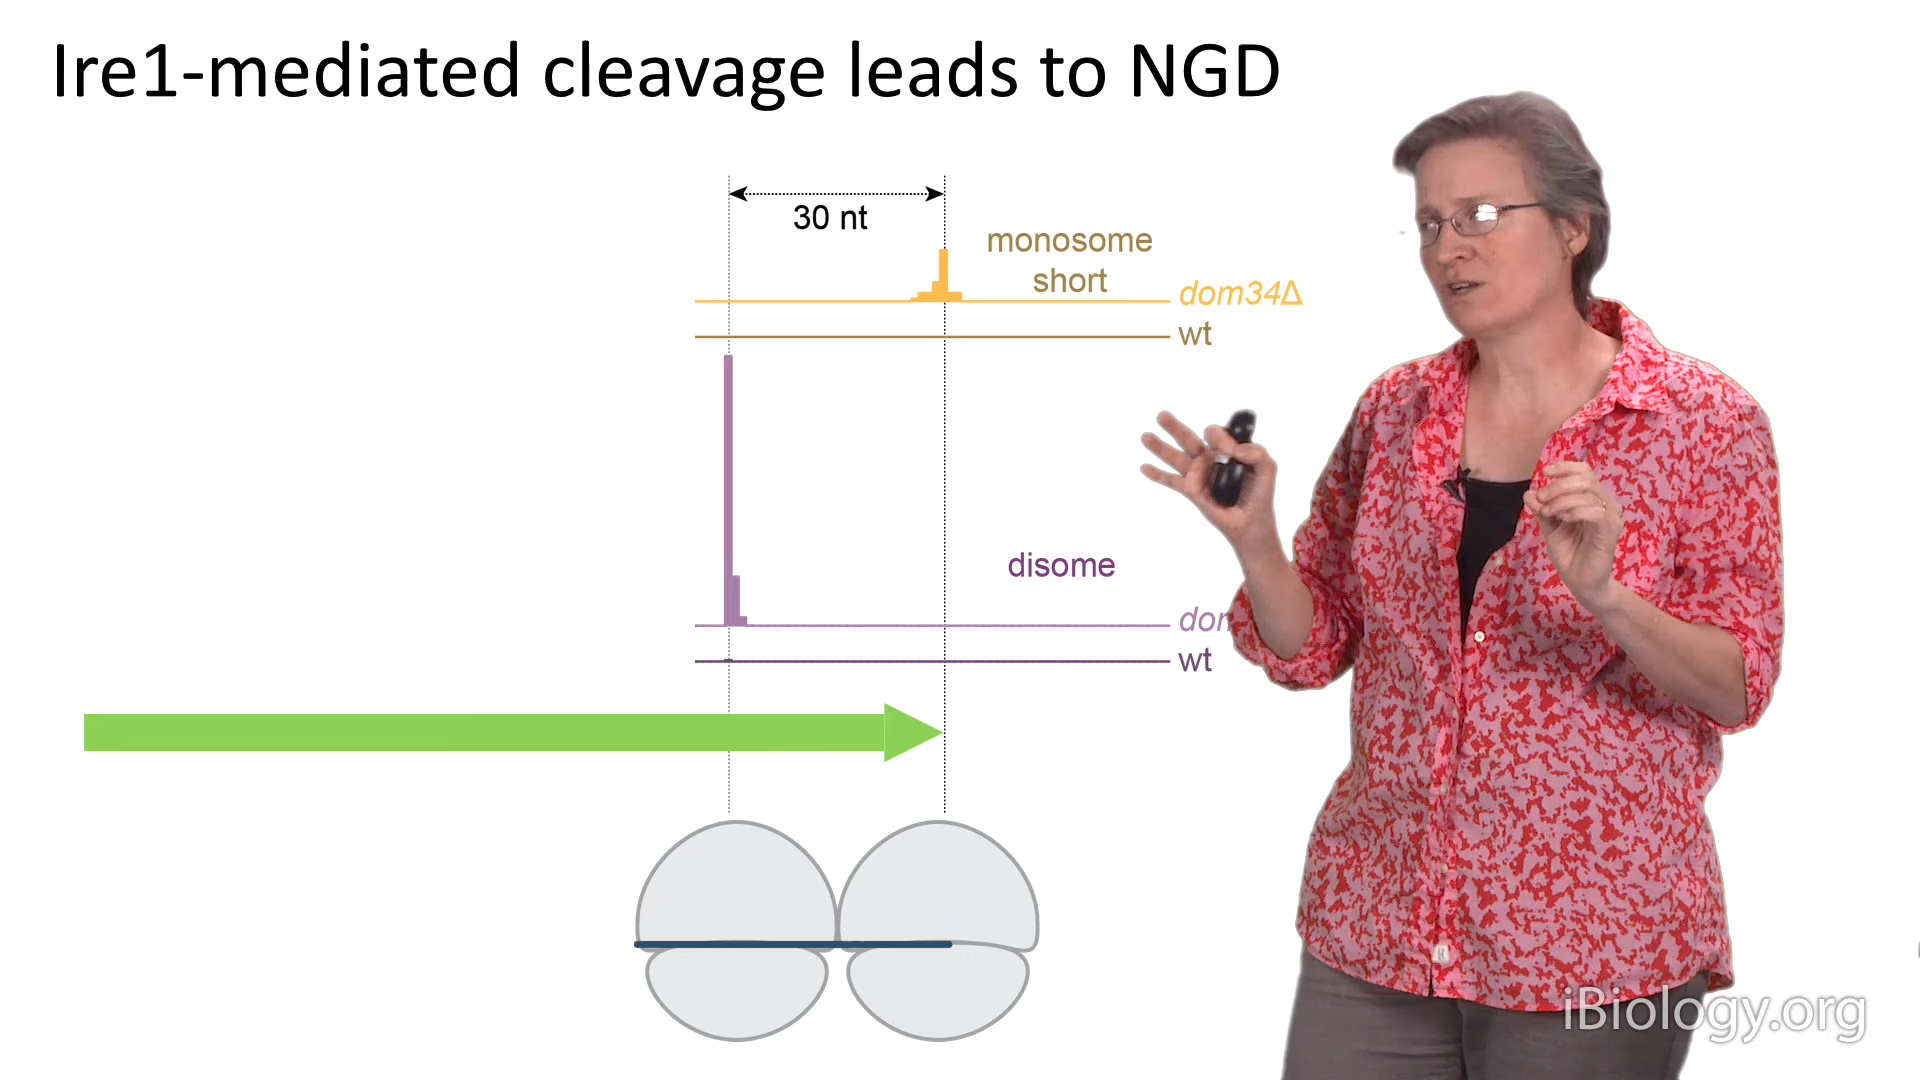 Ire1-mediated cleavage leads to NGD
30 nt
monosome
short
dom34Δ
wt
disome
wt
iBiology.org